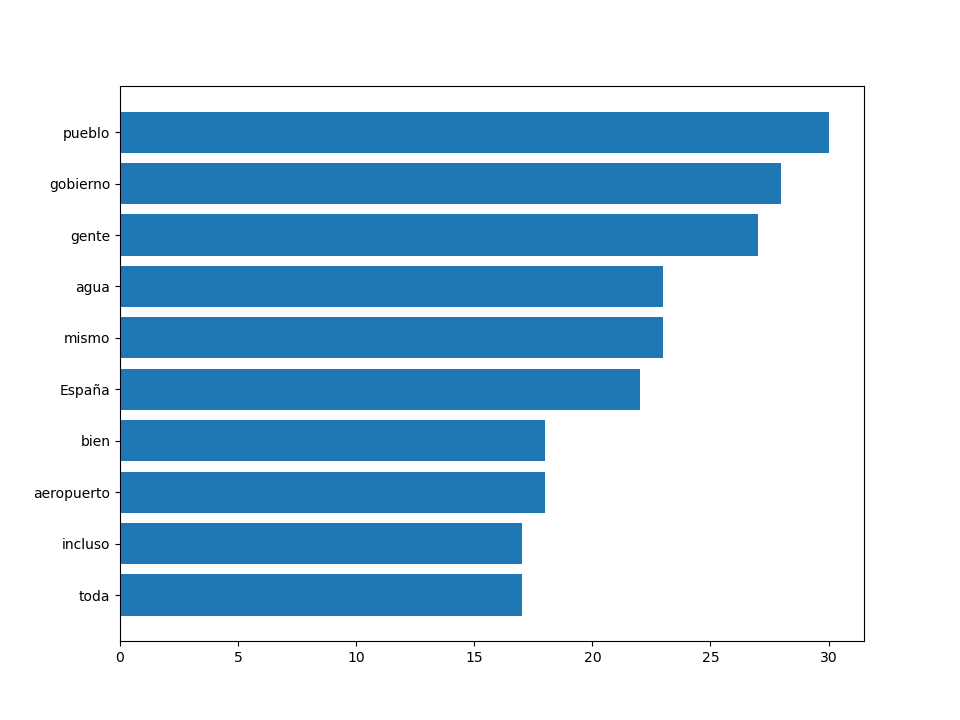 pueblo
gobierno
gente
agua
mismo
España
bien
aeropuerto
incluso
toda
0 5 10 15 20 25 30